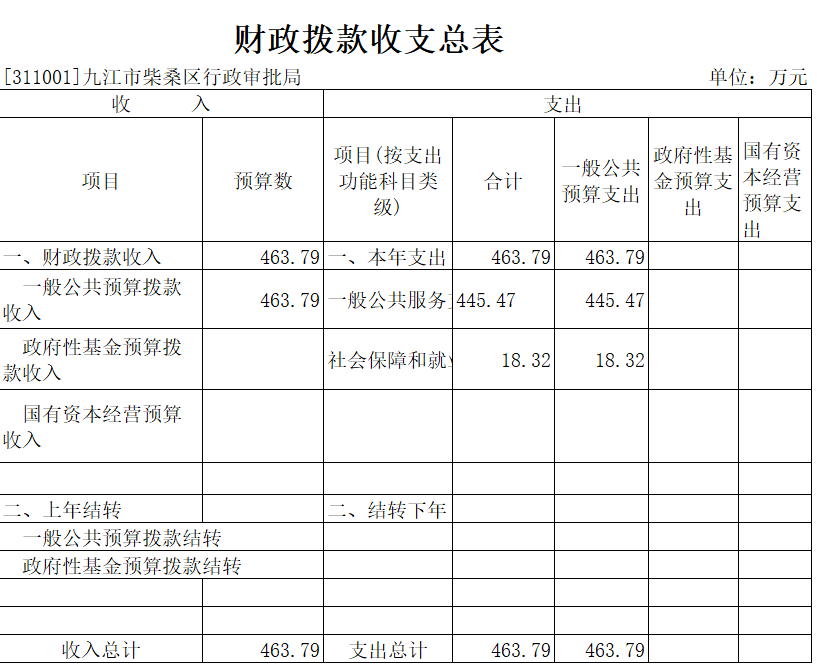 财政拨款收支总表
[311001]九江市柴桑区行政审批局 单位：万元
收 入 支出
项目 预算数 项目(按支出功能科目类级) 合计 一般公共预算支出 政府性基金预算支出 国有资本经营预算支出
一、财政拨款收入 463.79 一、本年支出 463.79 463.79
一般公共预算拨款收入 463.79 一般公共服务 445.47 445.47
政府性基金预算拨款收入 社会保障和就 18.32 18.32
国有资本经营预算收入
二、上年结转 二、结转下年
一般公共预算拨款结转
政府性基金预算拨款结转
收入总计 463.79 支出总计 463.79 463.79